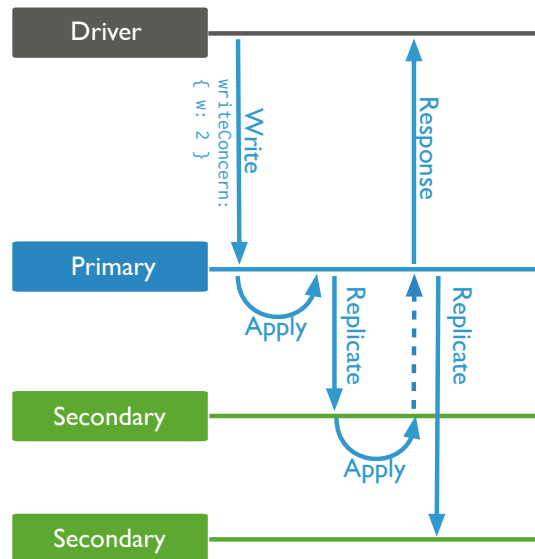 Driver
Write
writeConcern:
{ w: 2 }
Response
Primary
Apply
Replicate
Replicate
Secondary
Apply
Secondary